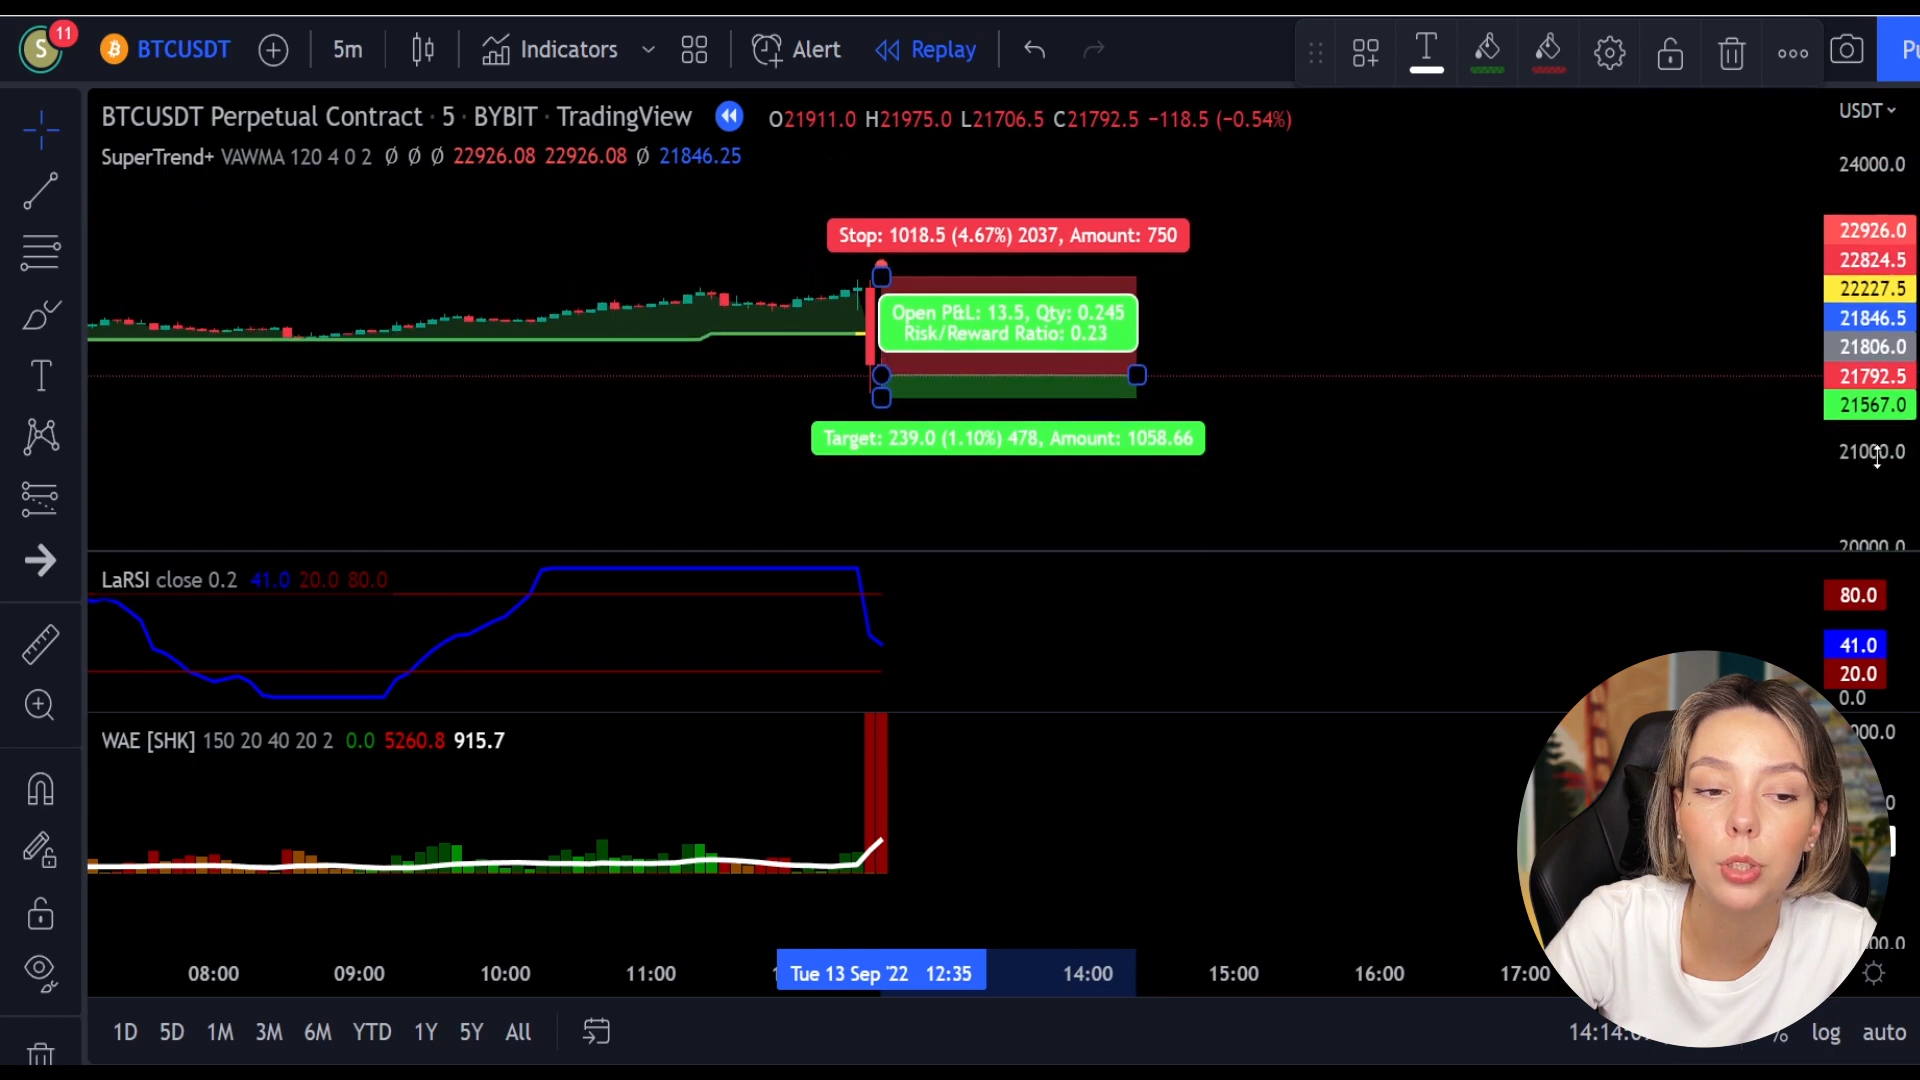 S 11 BTCUSDT 5m Indicators Alert Replay T Pu
BTCUSDT Perpetual Contract · 5 · BYBIT · TradingView O21911.0 H21975.0 L21706.5 C21792.5 −118.5 (−0.54%)
SuperTrend+ VAWMA 120 4 0 2 Ø Ø Ø 22926.08 22926.08 Ø 21846.25
USDT
24000.0
Stop: 1018.5 (4.67%) 2037, Amount: 750
22926.0
22824.5
22227.5
21846.5
21806.0
21792.5
21567.0
21000.0
20000.0
Open P&L: 13.5, Qty: 0.245
Risk/Reward Ratio: 0.23
Target: 239.0 (1.10%) 478, Amount: 1058.66
LaRSI close 0.2 41.0 20.0 80.0
80.0
41.0
20.0
0.0
WAE [SHK] 150 20 40 20 2 0.0 5260.8 915.7
08:00 09:00 10:00 11:00 Tue 13 Sep '22 12:35 14:00 15:00 16:00 17:00
1D 5D 1M 3M 6M YTD 1Y 5Y All % log auto